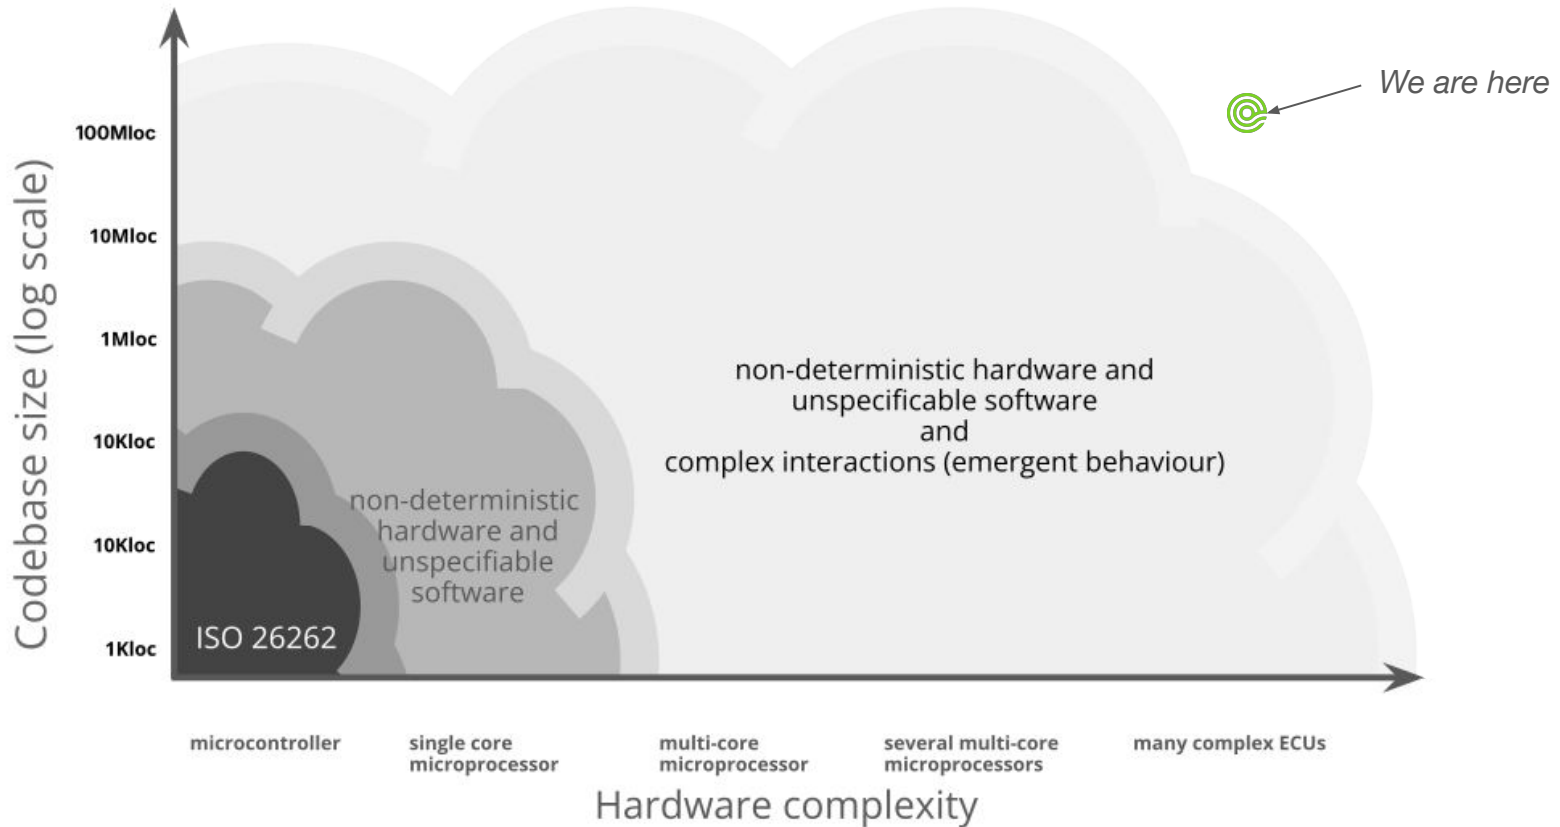 We are here
Codebase size (log scale)
100Mloc
10Mloc
1Mloc
10Kloc
10Kloc
1Kloc
non-deterministic hardware and
unspecificable software
and
complex interactions (emergent behaviour)
non-deterministic
hardware and
unspecifiable
software
ISO 26262
microcontroller
single core
microprocessor
multi-core
microprocessor
several multi-core
microprocessors
many complex ECUs
Hardware complexity